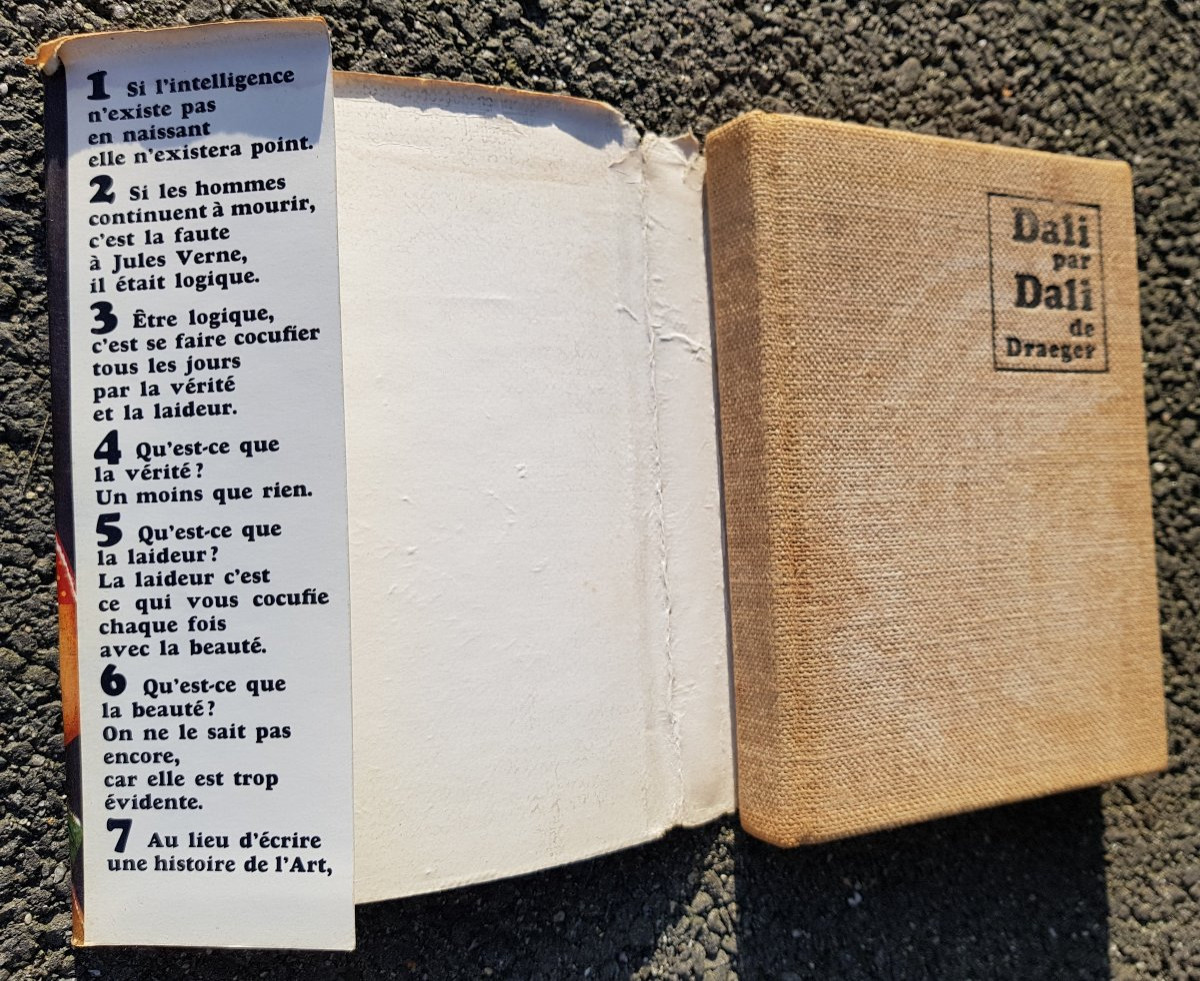 1 Si l'intelligence
n'existe pas
en naissant
elle n'existera point.
2 Si les hommes
continuent à mourir,
c'est la faute
à Jules Verne,
il était logique.
3 Être logique,
c'est se faire cocufier
tous les jours
par la vérité
et la laideur.
4 Qu'est-ce que
la vérité?
Un moins que rien.
5 Qu'est-ce que
la laideur?
La laideur c'est
ce qui vous cocufie
chaque fois
avec la beauté.
6 Qu'est-ce que
la beauté?
On ne le sait pas
encore,
car elle est trop
évidente.
7 Au lieu d'écrire
une histoire de l'Art,
Dali
par
Dali
de
Draeger